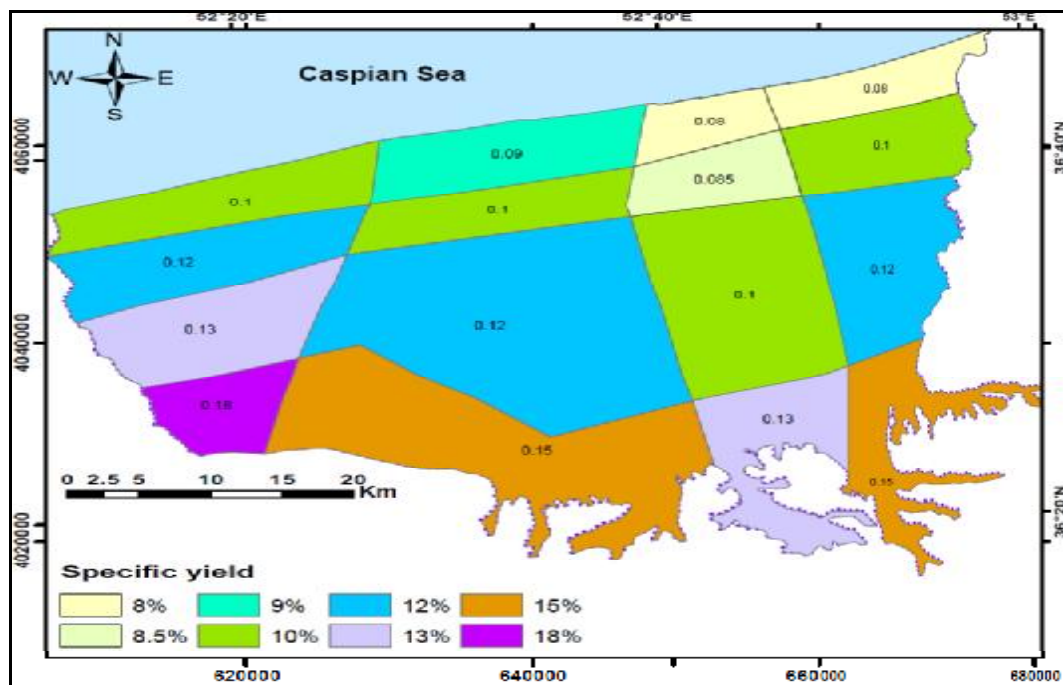 52°20'E 52°40'E 53°E
N
W E
S
Caspian Sea
4060000
4040000
4020000
36°40'N
36°20'N
0.08
0.08
0.09
0.1
0.085
0.1
0.1
0.12
0.12
0.1
0.13
0.12
0.18
0.13
0.15
0.15
0 2.5 5 10 15 20
Km
Specific yield
8% 9% 12% 15%
8.5% 10% 13% 18%
620000 640000 660000 680000